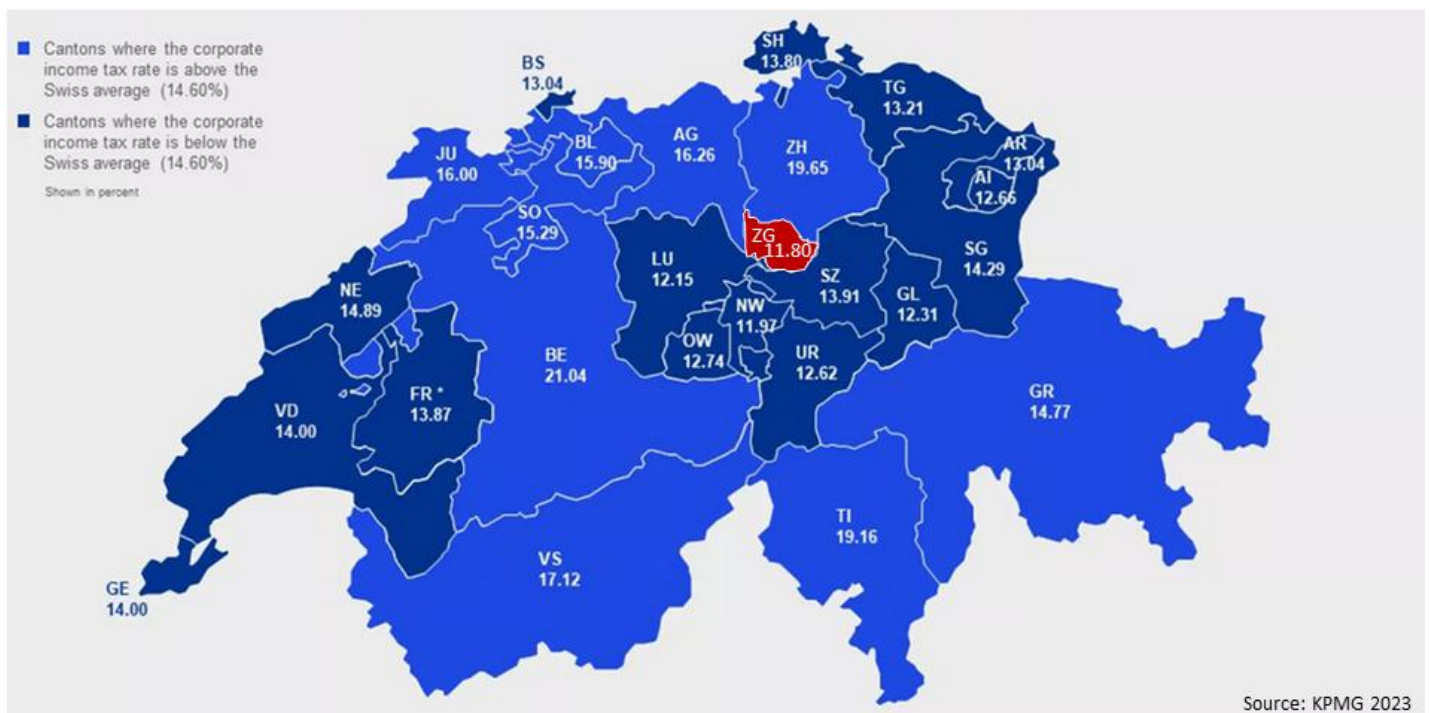 Cantons where the corporate
income tax rate is above the
Swiss average (14.60%)
Cantons where the corporate
income tax rate is below the
Swiss average (14.60%)
Shown in percent
SH
13.80
BS
13.04
TG
13.21
AG
16.26
ZH
19.65
BL
15.90
JU
16.00
AR
13.04
AI
12.66
SO
15.29
ZG
11.80
LU
12.15
SZ
13.91
SG
14.29
NE
14.89
NW
11.97
GL
12.31
OW
12.74
UR
12.62
BE
21.04
FR *
13.87
GR
14.77
VD
14.00
TI
19.16
VS
17.12
GE
14.00
Source: KPMG 2023